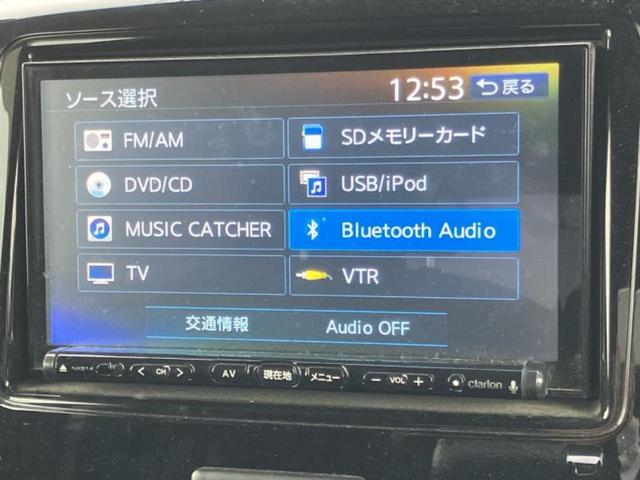 ソース選択 12:53 戻る
FM/AM SDメモリーカード
DVD/CD USB/iPod
MUSIC CATCHER Bluetooth Audio
TV VTR
交通情報 Audio OFF
NX514 CH AV 現在地 メニュー − VOL + clarion